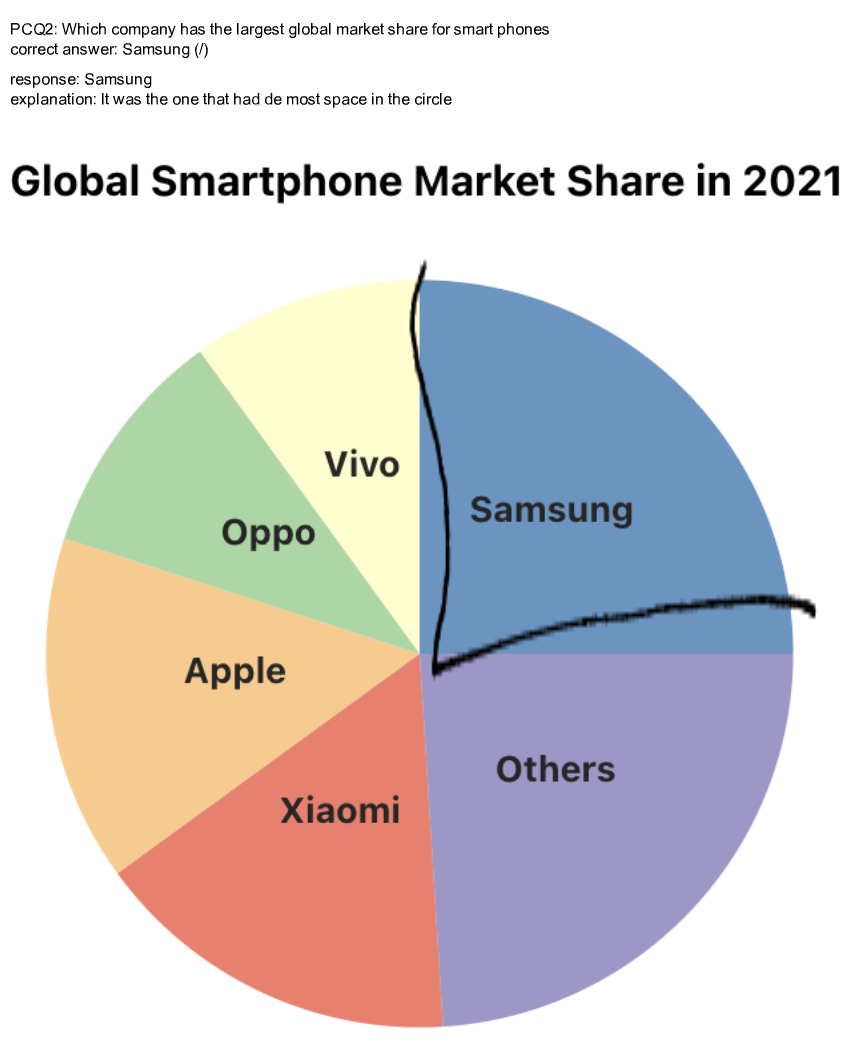 PCQ2: Which company has the largest global market share for smart phones
correct answer: Samsung (/)
response: Samsung
explanation: It was the one that had de most space in the circle
Global Smartphone Market Share in 2021
Vivo
Samsung
Oppo
Apple
Others
Xiaomi